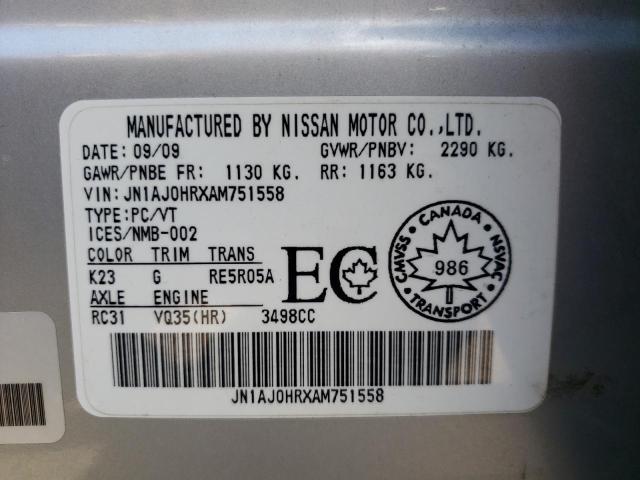 MANUFACTURED BY NISSAN MOTOR CO.,LTD.
DATE: 09/09 GVWR/PNBV: 2290 KG.
GAWR/PNBE FR: 1130 KG. RR: 1163 KG.
VIN: JN1AJ0HRXAM751558
TYPE: PC/VT
ICES/NMB-002
COLOR TRIM TRANS
K23 G RE5R05A
AXLE ENGINE
RC31 VQ35(HR) 3498CC
EC
CANADA
CMVSS 986 NSVAC
TRANSPORT
JN1AJ0HRXAM751558